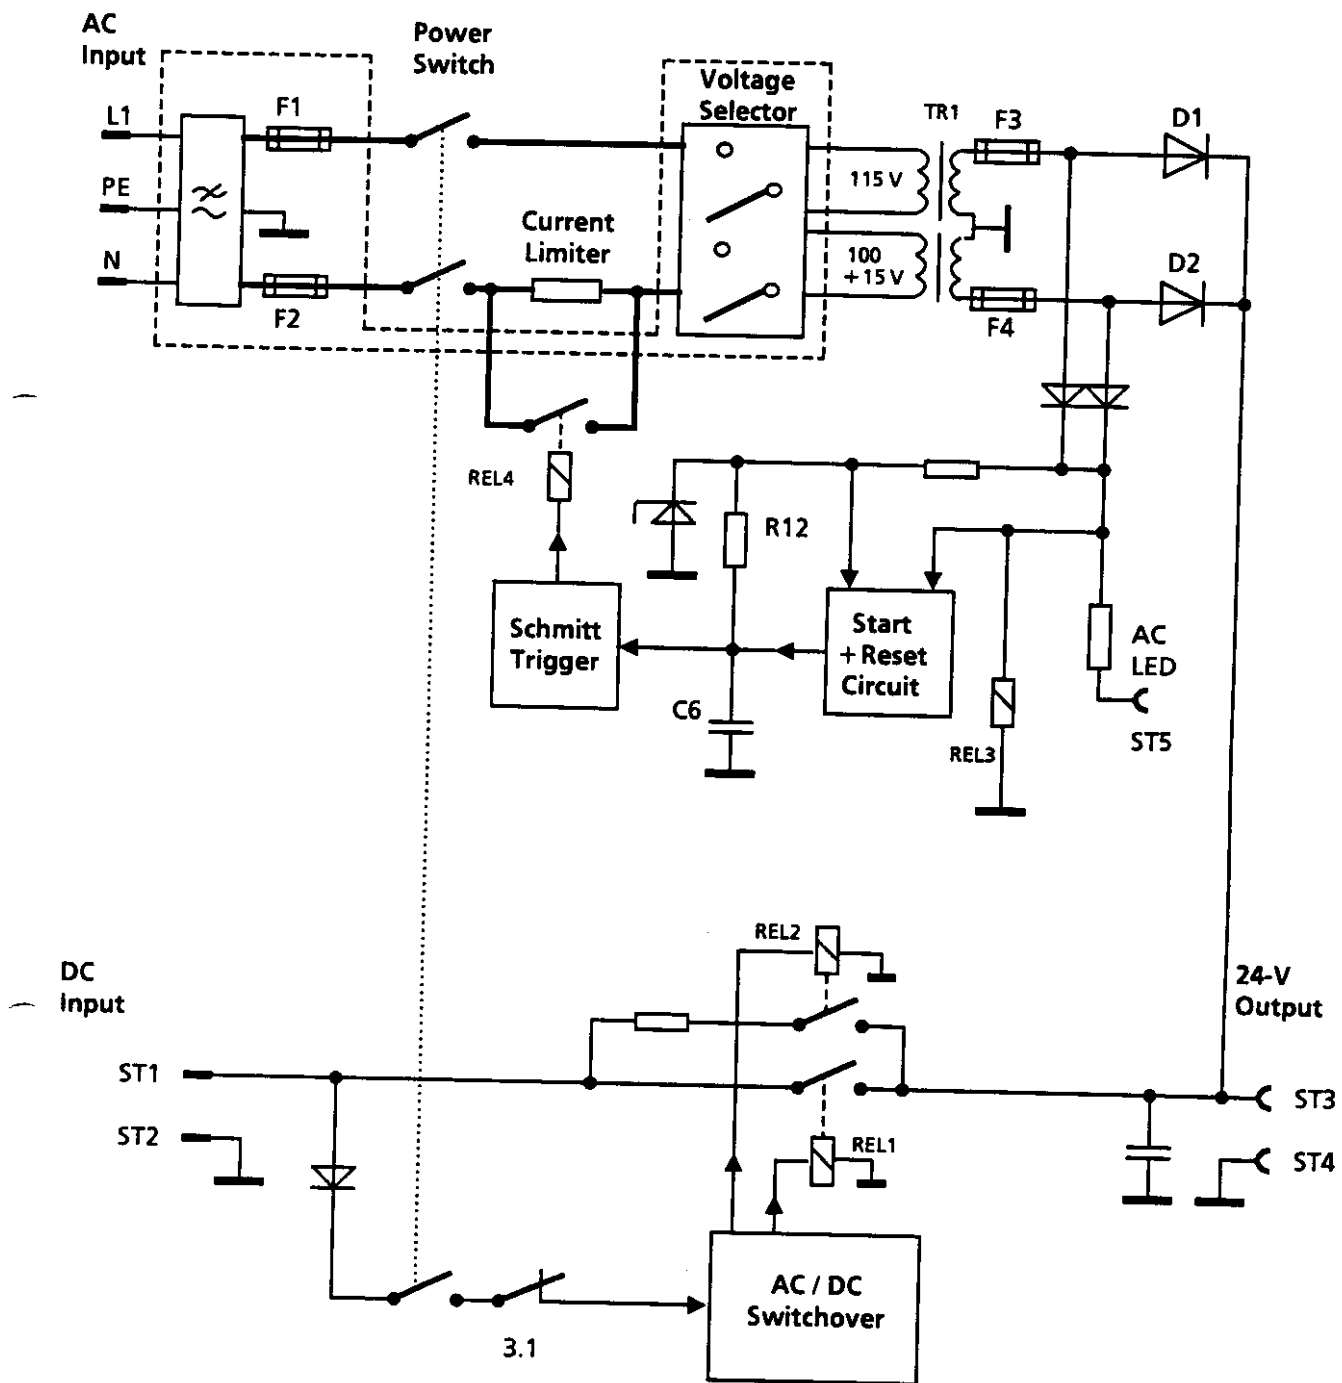 AC
Input
Power
Switch
Voltage
Selector
L1
F1
TR1
F3
D1
PE
115 V
N
Current
Limiter
100
+ 15 V
F2
D2
F4
REL4
R12
Schmitt
Trigger
Start
+ Reset
Circuit
AC
LED
C6
REL3
ST5
REL2
DC
Input
24-V
Output
ST1
ST3
ST2
REL1
ST4
AC / DC
Switchover
3.1